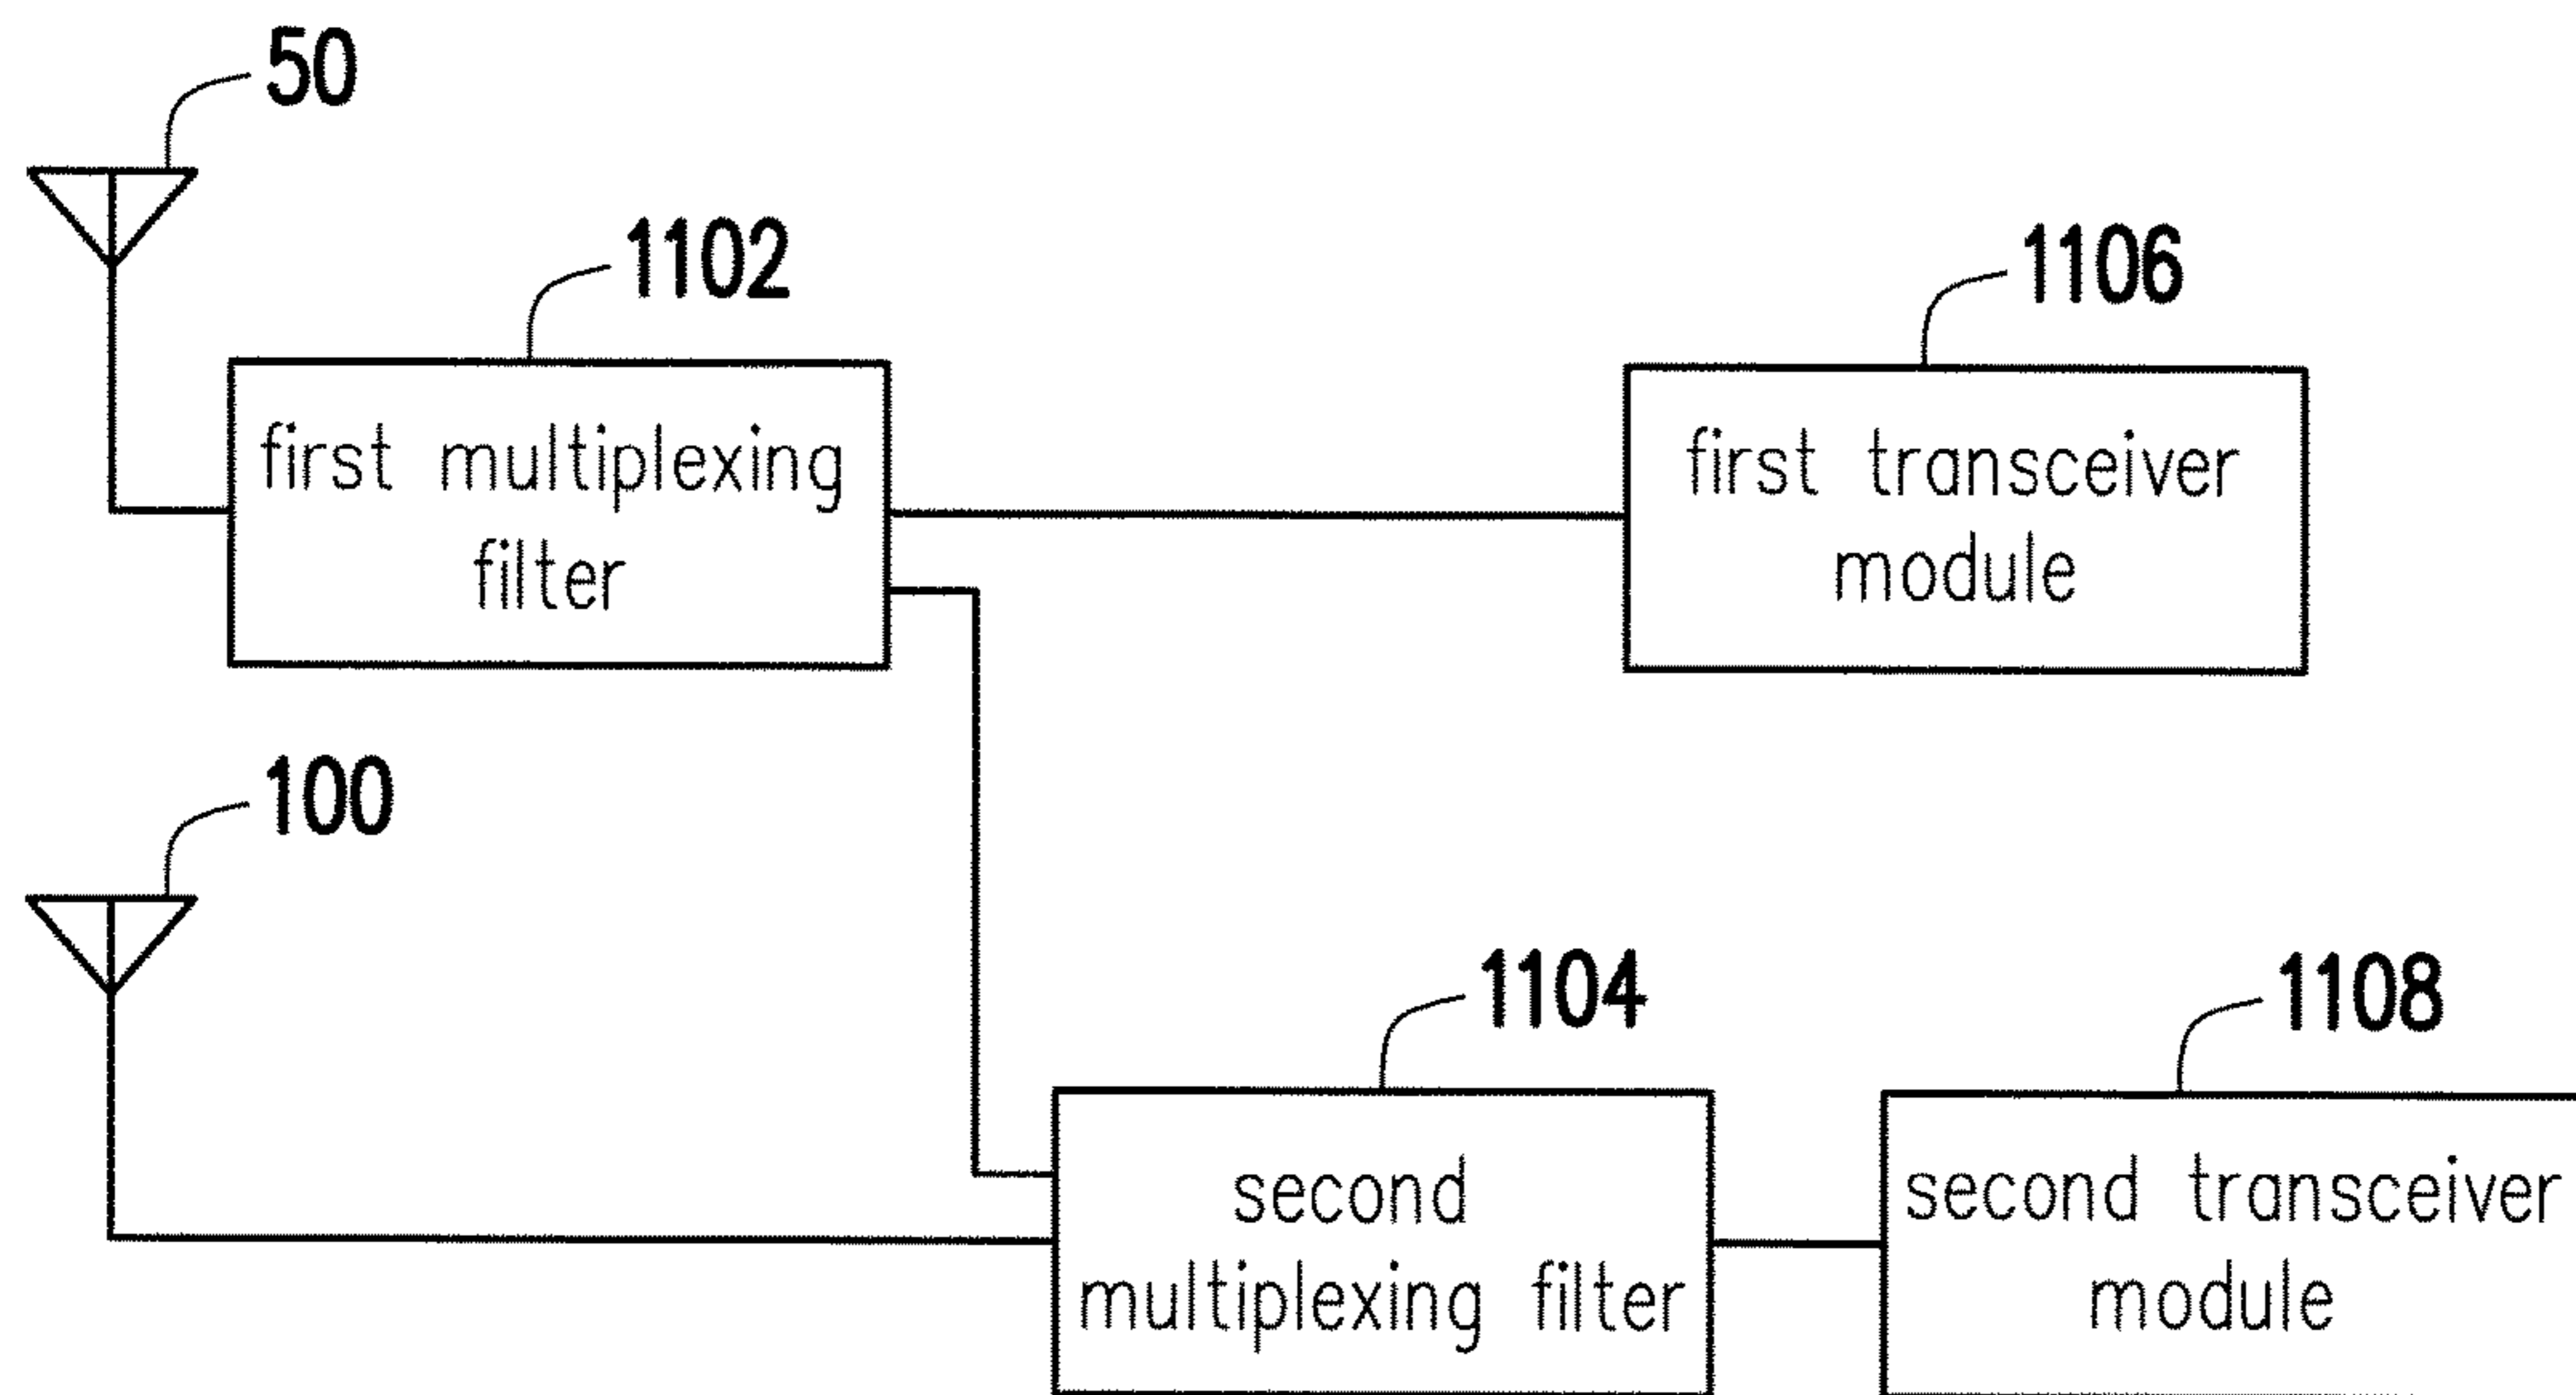 50
1102
1106
first multiplexing
filter
first transceiver
module
100
1104
1108
second
multiplexing filter
second transceiver
module